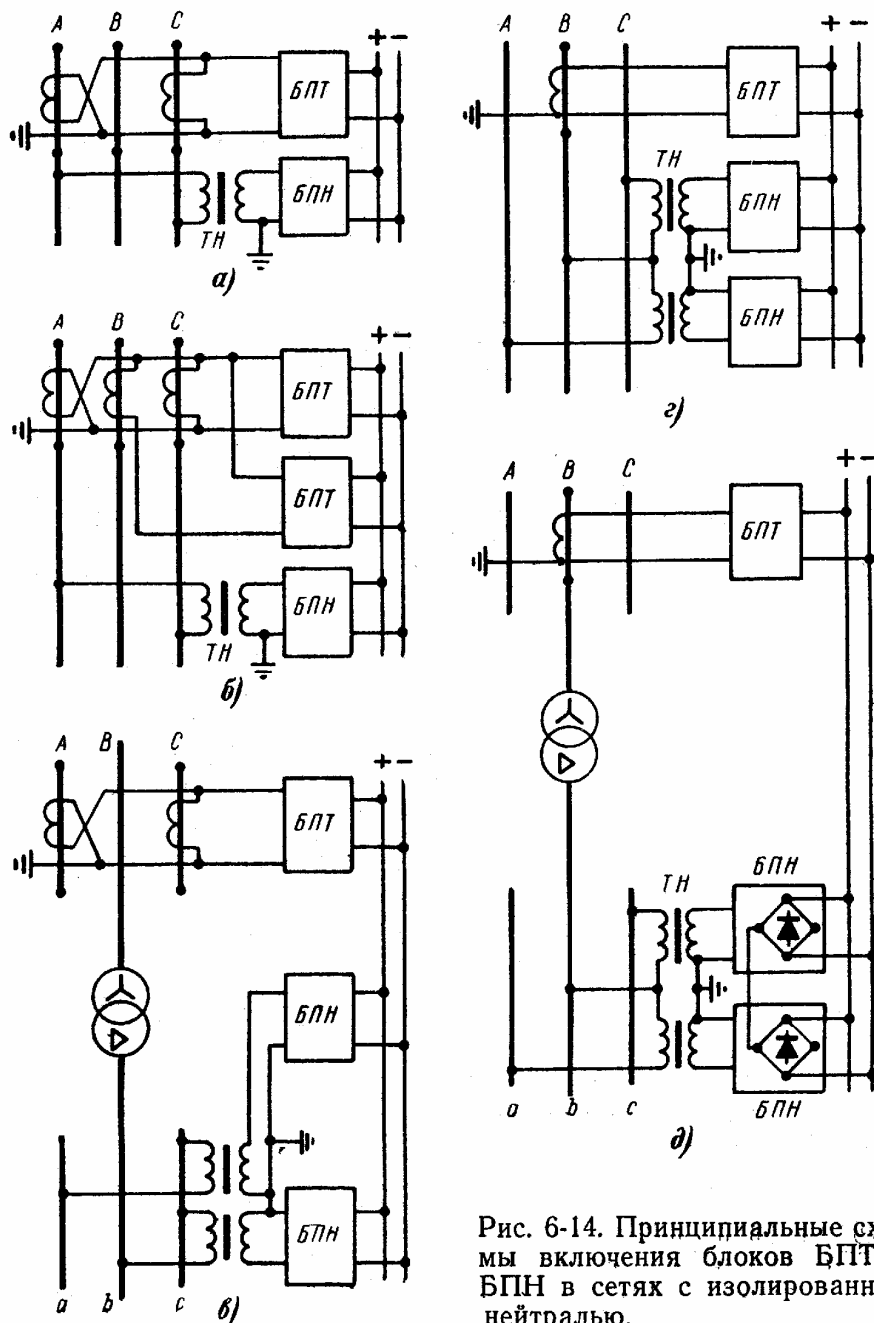 A B C
+ −
БПТ
БПН
ТН
а)
A B C
+ −
БПТ
БПТ
БПН
ТН
б)
A B C
+ −
БПТ
БПН
БПН
a b c
в)
A B C
+ −
БПТ
ТН
БПН
БПН
г)
A B C
+ −
БПТ
ТН
БПН
БПН
a b c
д)
Рис. 6-14. Принципиальные сх
мы включения блоков БПТ
БПН в сетях с изолированн
нейтралью.